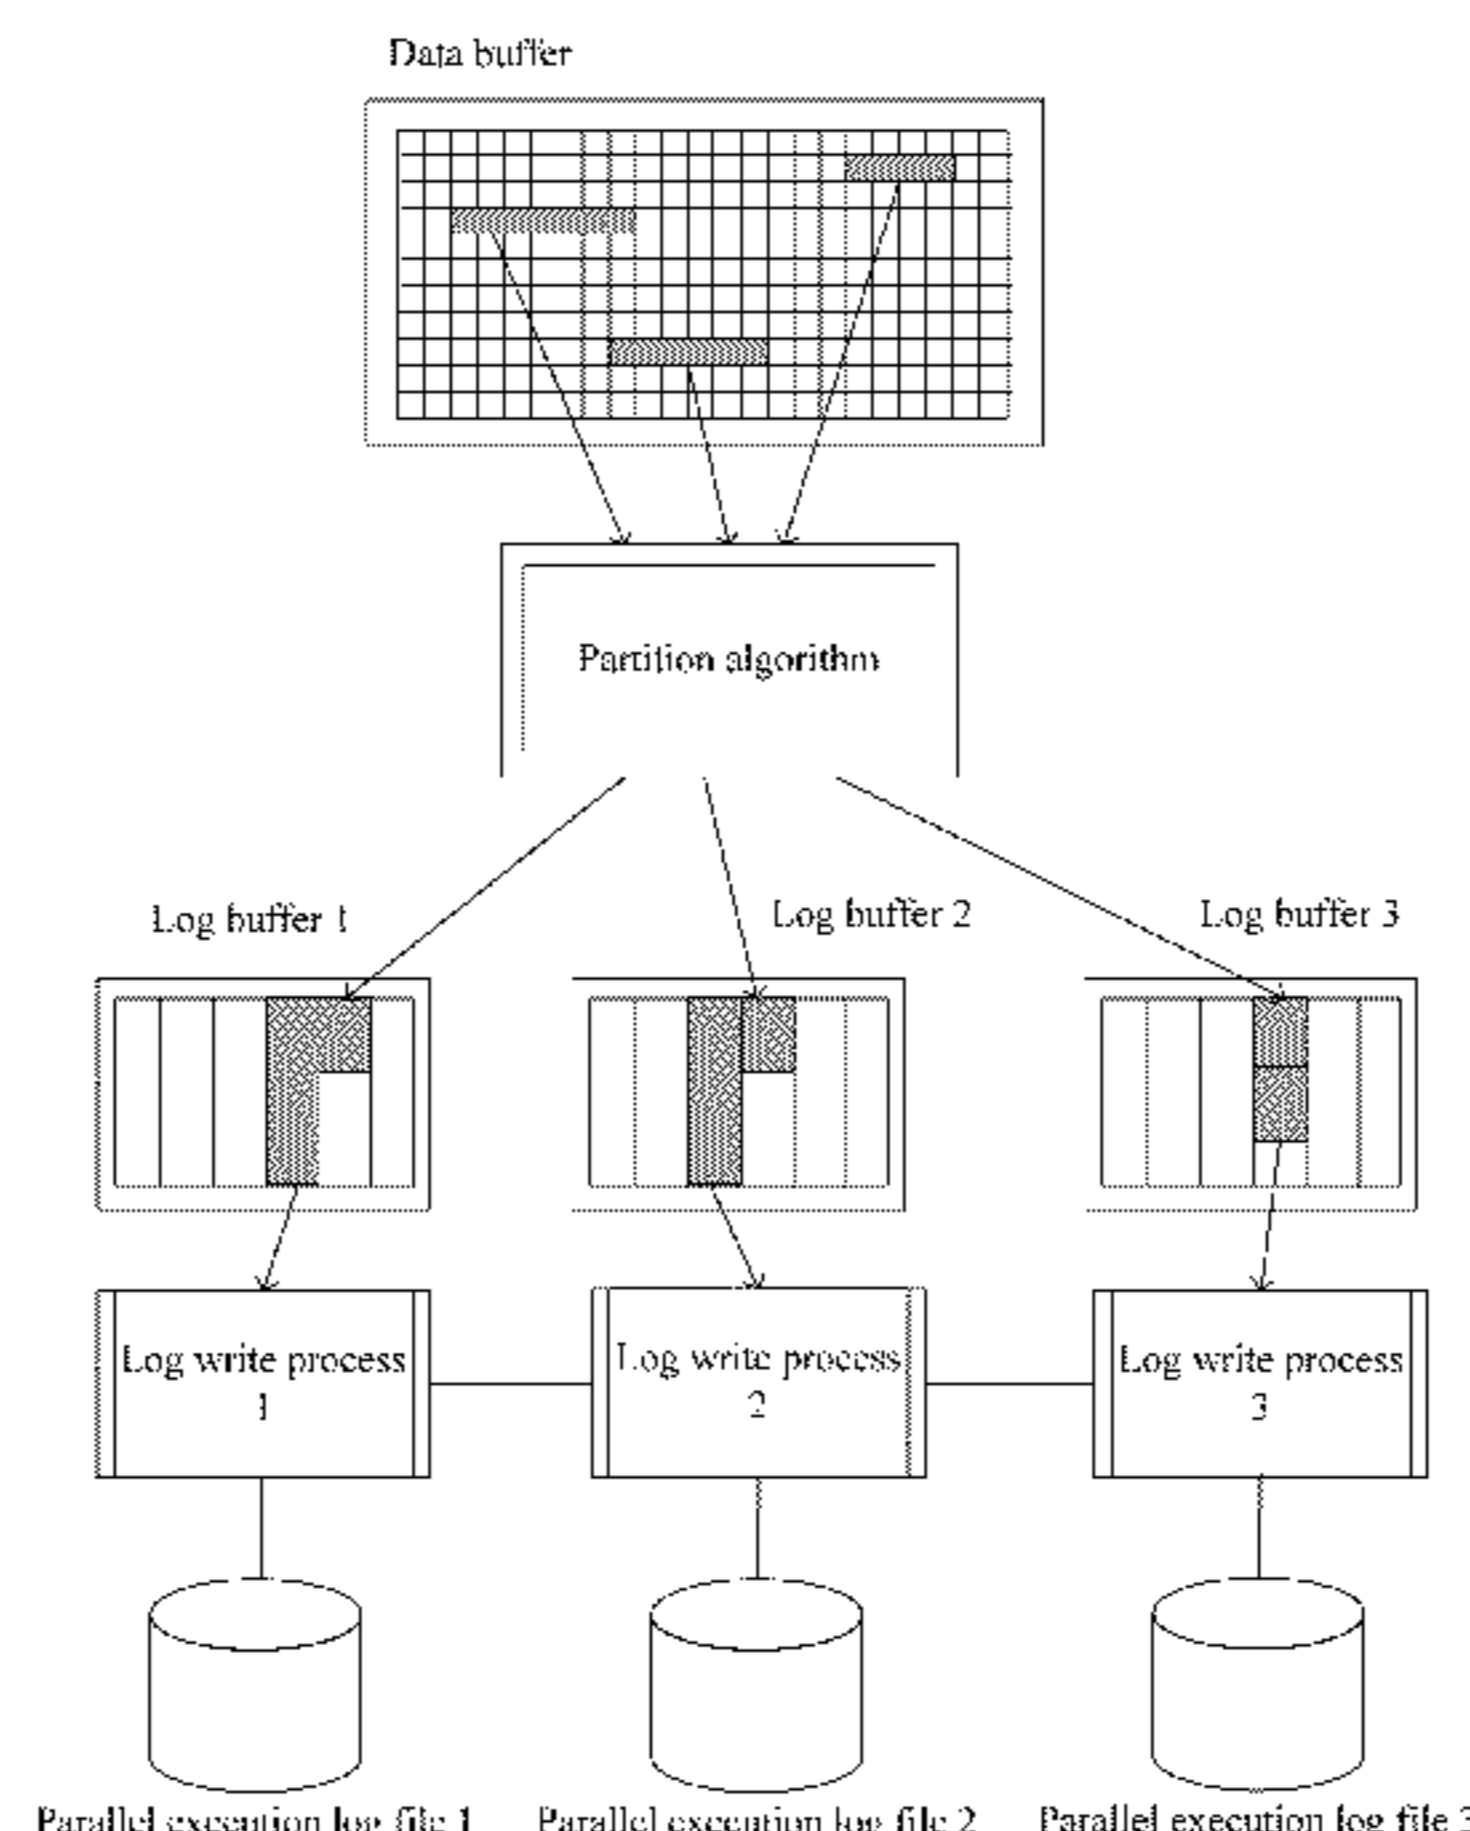 Data buffer
Partition algorithm
Log buffer 1
Log buffer 2
Log buffer 3
Log write process
1
Log write process
2
Log write process
3
Parallel execution log file 1
Parallel execution log file 2
Parallel execution log file 3